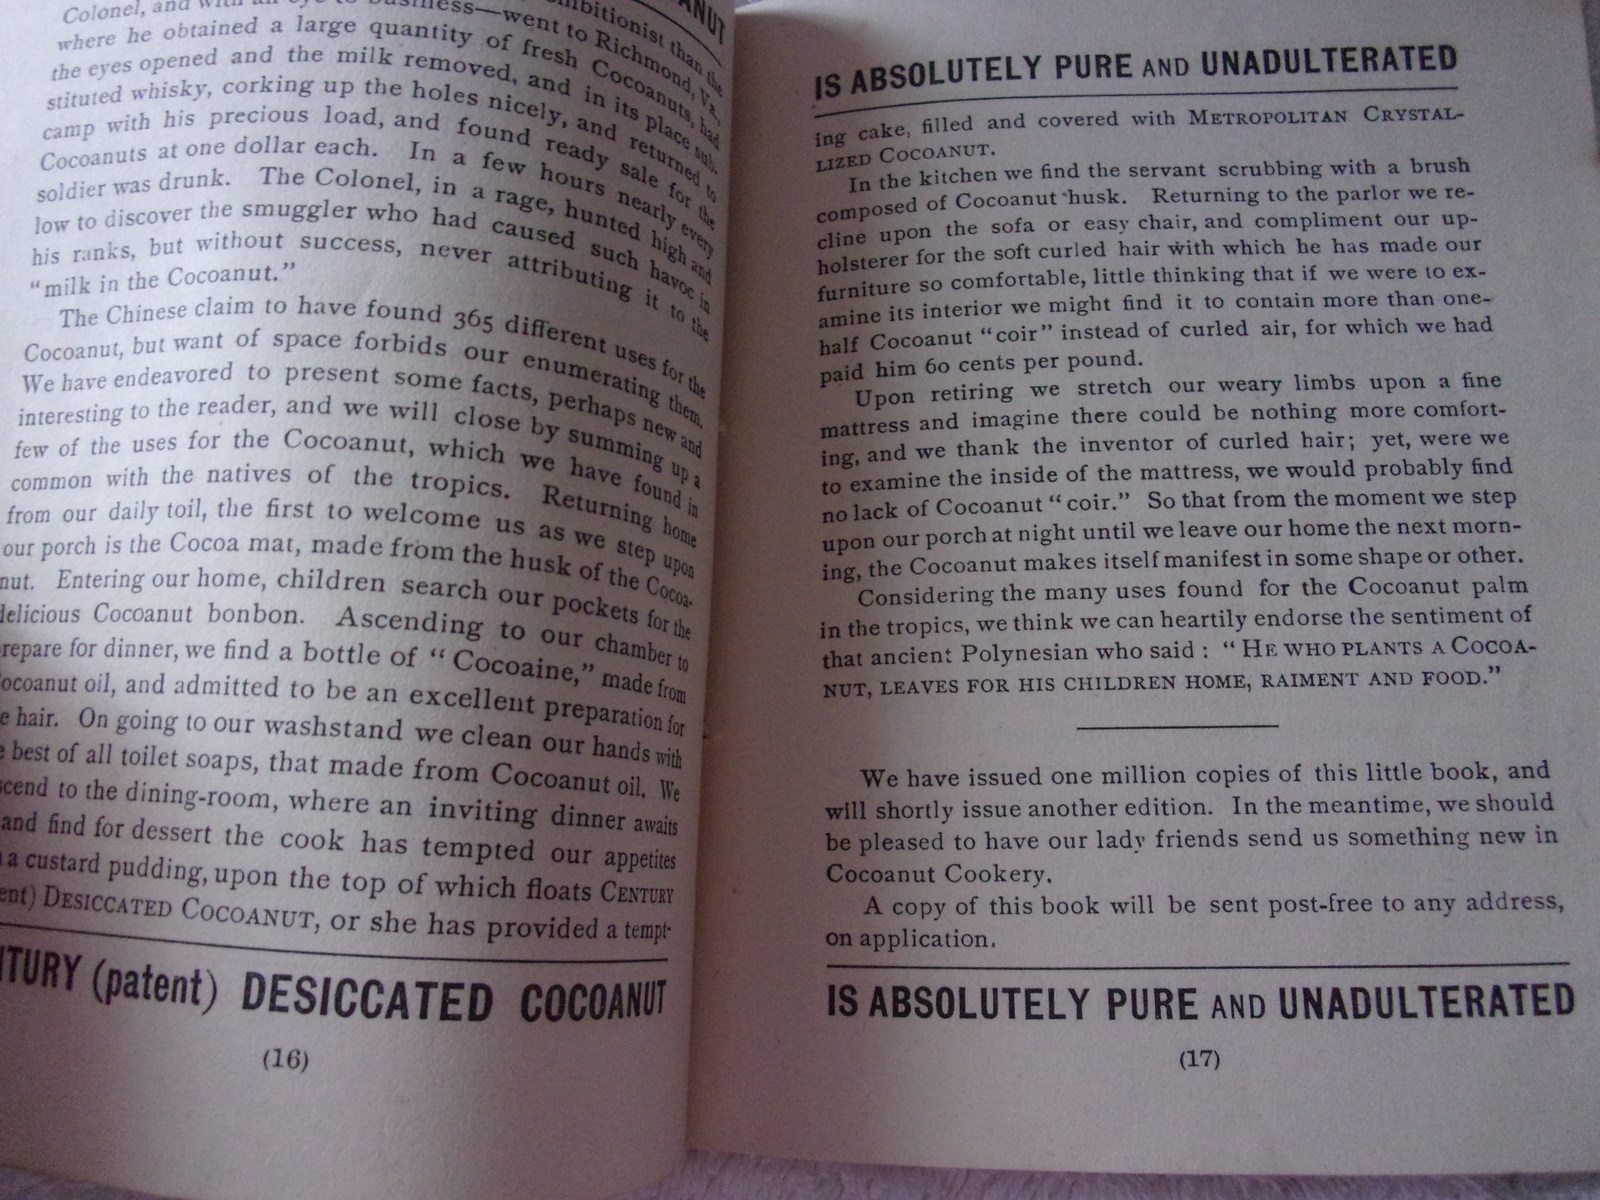 COCOANUT
Colonel, and with an eye to business—went to Richmond, Va.,
where he obtained a large quantity of fresh Cocoanuts, had
the eyes opened and the milk removed, and in its place sub-
stituted whisky, corking up the holes nicely, and returned to
camp with his precious load, and found ready sale for the
Cocoanuts at one dollar each. In a few hours nearly every
soldier was drunk. The Colonel, in a rage, hunted high and
low to discover the smuggler who had caused such havoc in
his ranks, but without success, never attributing it to the
“milk in the Cocoanut.”
The Chinese claim to have found 365 different uses for the
Cocoanut, but want of space forbids our enumerating them.
We have endeavored to present some facts, perhaps new and
interesting to the reader, and we will close by summing up a
few of the uses for the Cocoanut, which we have found in
common with the natives of the tropics. Returning home
from our daily toil, the first to welcome us as we step upon
our porch is the Cocoa mat, made from the husk of the Cocoa-
nut. Entering our home, children search our pockets for the
delicious Cocoanut bonbon. Ascending to our chamber to
repare for dinner, we find a bottle of “Cocoaine,” made from
ocoanut oil, and admitted to be an excellent preparation for
e hair. On going to our washstand we clean our hands with
e best of all toilet soaps, that made from Cocoanut oil. We
scend to the dining-room, where an inviting dinner awaits
and find for dessert the cook has tempted our appetites
a custard pudding, upon the top of which floats CENTURY
ent) DESICCATED COCOANUT, or she has provided a tempt-
NTURY (patent) DESICCATED COCOANUT
(16)
IS ABSOLUTELY PURE AND UNADULTERATED
ing cake, filled and covered with METROPOLITAN CRYSTAL-
LIZED COCOANUT.
In the kitchen we find the servant scrubbing with a brush
composed of Cocoanut husk. Returning to the parlor we re-
cline upon the sofa or easy chair, and compliment our up-
holsterer for the soft curled hair with which he has made our
furniture so comfortable, little thinking that if we were to ex-
amine its interior we might find it to contain more than one-
half Cocoanut “coir” instead of curled air, for which we had
paid him 60 cents per pound.
Upon retiring we stretch our weary limbs upon a fine
mattress and imagine there could be nothing more comfort-
ing, and we thank the inventor of curled hair; yet, were we
to examine the inside of the mattress, we would probably find
no lack of Cocoanut “coir.” So that from the moment we step
upon our porch at night until we leave our home the next morn-
ing, the Cocoanut makes itself manifest in some shape or other.
Considering the many uses found for the Cocoanut palm
in the tropics, we think we can heartily endorse the sentiment of
that ancient Polynesian who said : “HE WHO PLANTS A COCOA-
NUT, LEAVES FOR HIS CHILDREN HOME, RAIMENT AND FOOD.”
We have issued one million copies of this little book, and
will shortly issue another edition. In the meantime, we should
be pleased to have our lady friends send us something new in
Cocoanut Cookery.
A copy of this book will be sent post-free to any address,
on application.
IS ABSOLUTELY PURE AND UNADULTERATED
(17)